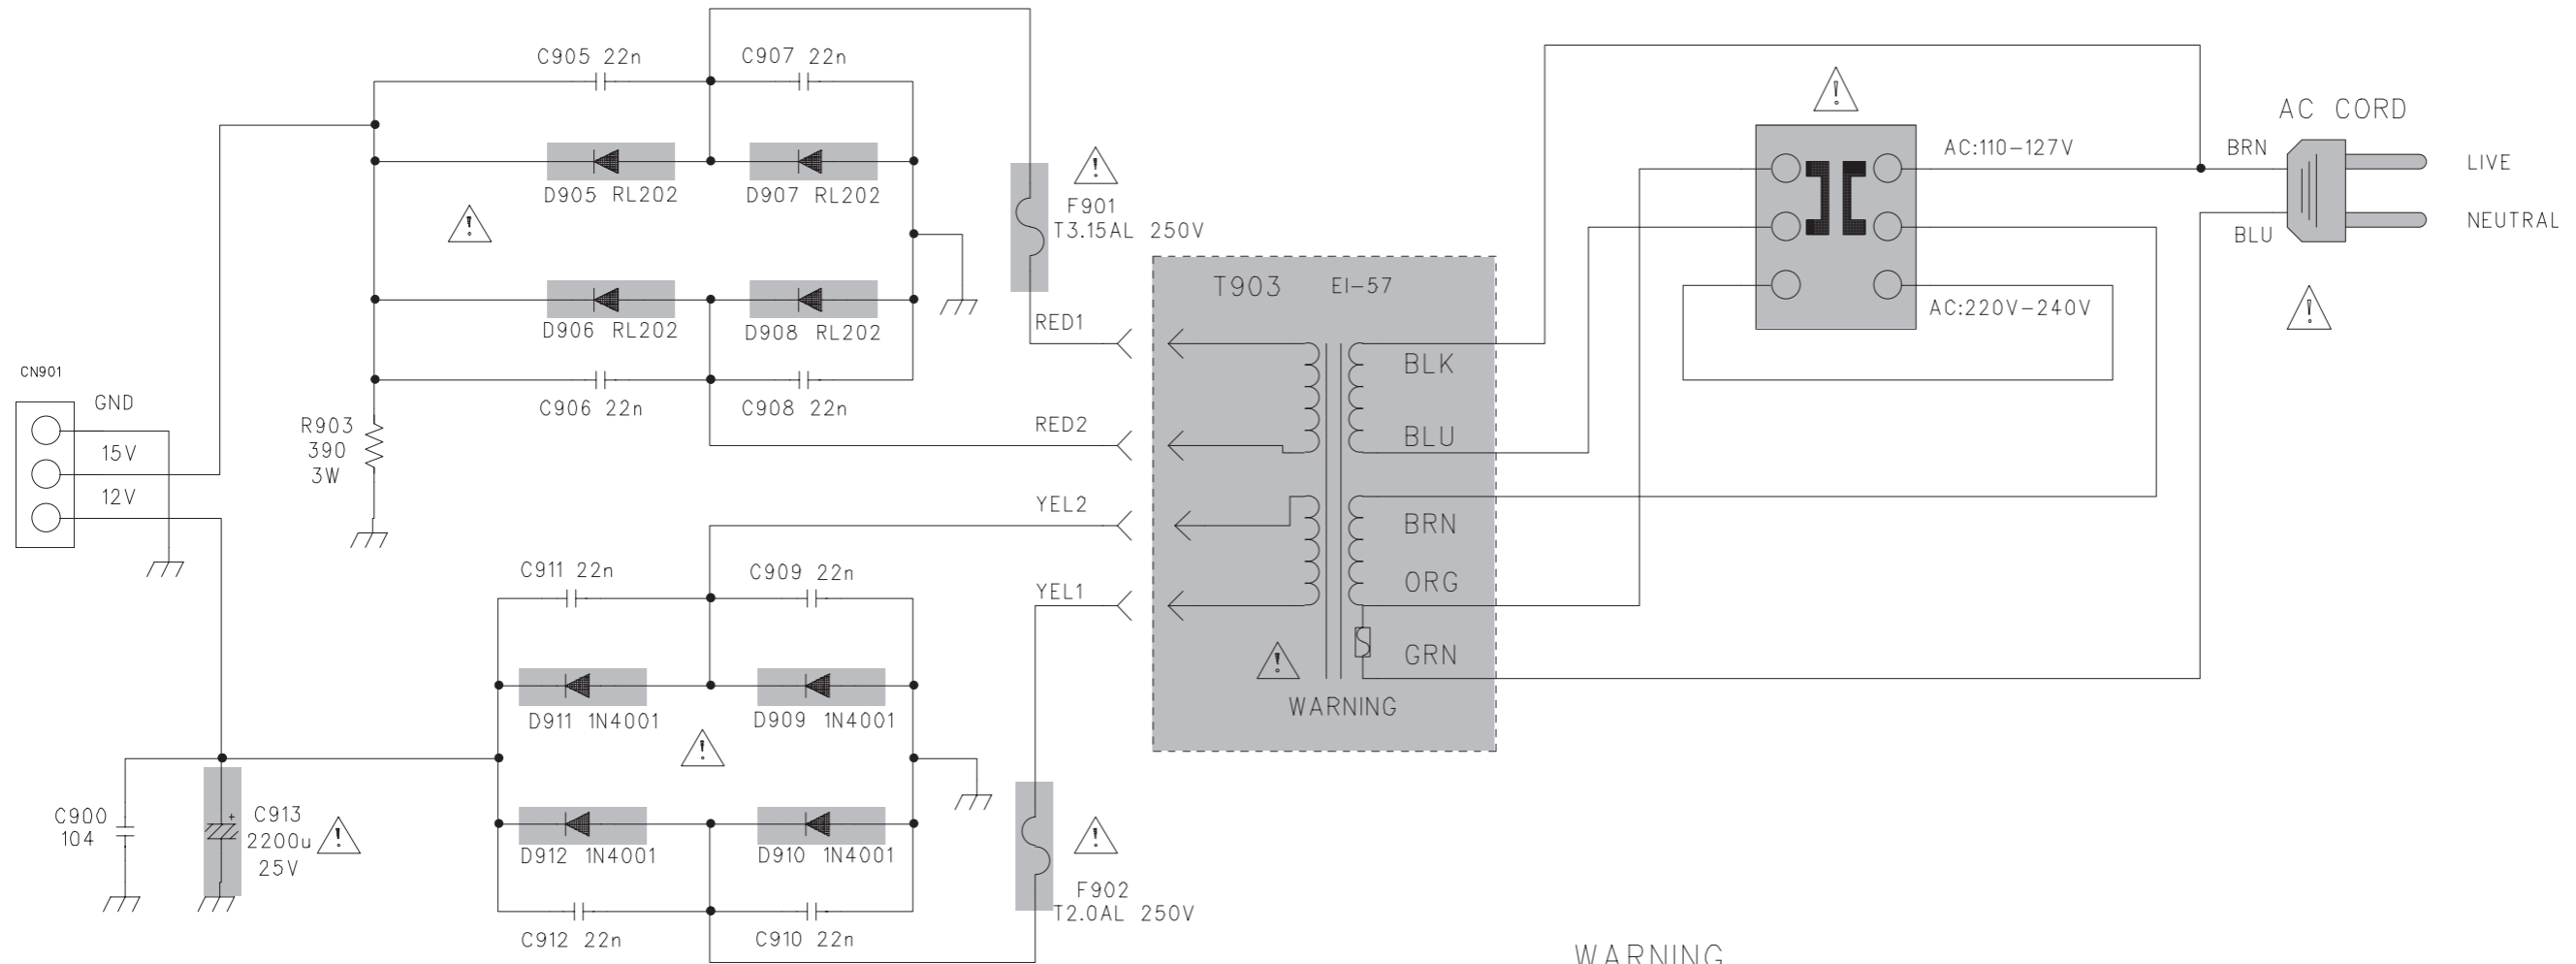 C905 22n
C907 22n
AC CORD
AC:110-127V
BRN
LIVE
D905 RL202
D907 RL202
F901
T3.15AL 250V
BLU
NEUTRAL
T903
EI-57
AC:220V-240V
D906 RL202
D908 RL202
RED1
BLK
CN901
GND
C906 22n
C908 22n
R903
390
3W
RED2
BLU
15V
12V
YEL2
BRN
C911 22n
C909 22n
YEL1
ORG
GRN
WARNING
D911 1N4001
D909 1N4001
C900
104
C913
+
2200u
25V
D912 1N4001
D910 1N4001
F902
T2.0AL 250V
C912 22n
C910 22n
WARNING